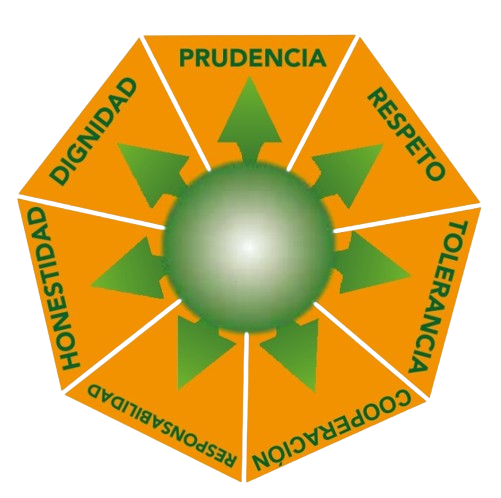 PRUDENCIA
RESPETO
TOLERANCIA
COOPERACIÓN
RESPONSABILIDAD
HONESTIDAD
DIGNIDAD